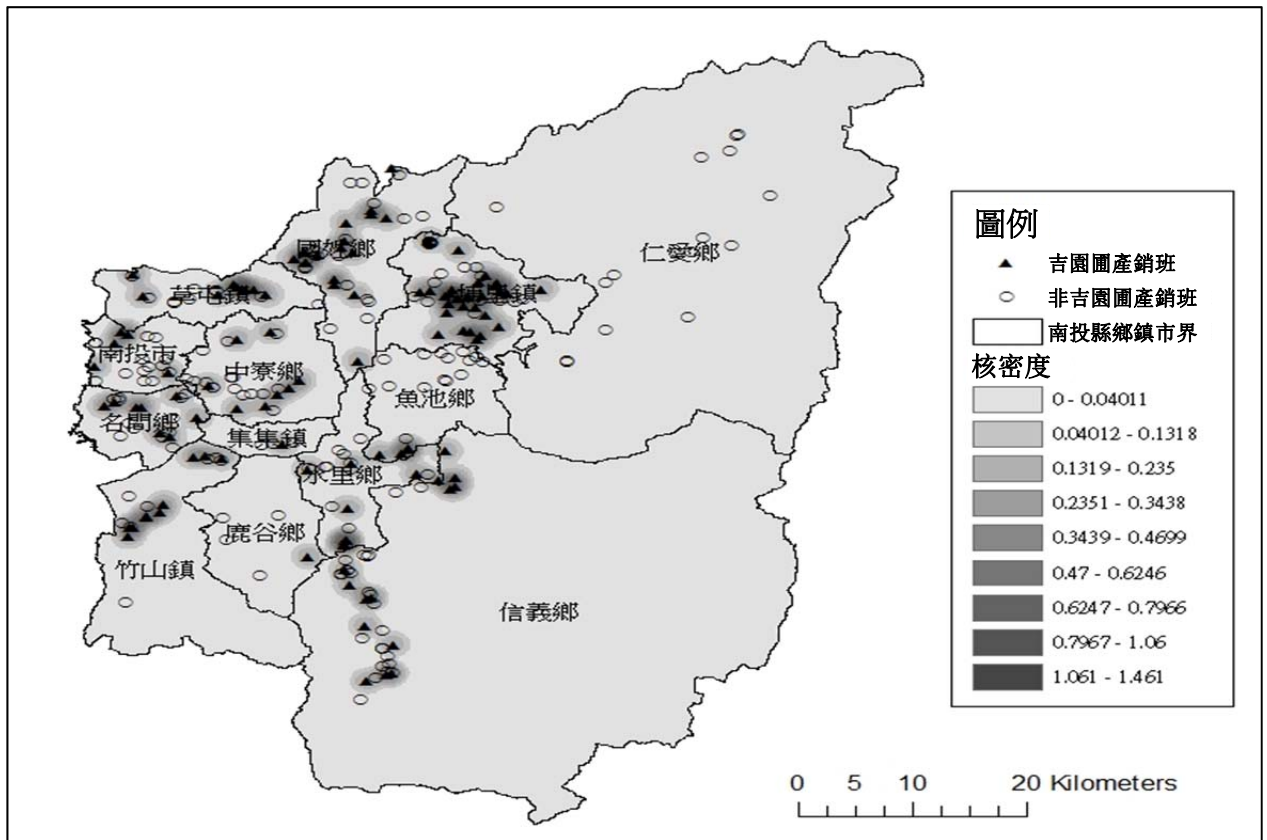 國姓鄉
仁愛鄉
草屯鎮
埔里鎮
南投市
中寮鄉
魚池鄉
名間鄉
集集鎮
水里鄉
鹿谷鄉
竹山鎮
信義鄉
圖例
吉園圃產銷班
非吉園圃產銷班
南投縣鄉鎮市界
核密度
0 - 0.04011
0.04012 - 0.1318
0.1319 - 0.235
0.2351 - 0.3438
0.3439 - 0.4699
0.47 - 0.6246
0.6247 - 0.7966
0.7967 - 1.06
1.061 - 1.461
0 5 10 20 Kilometers